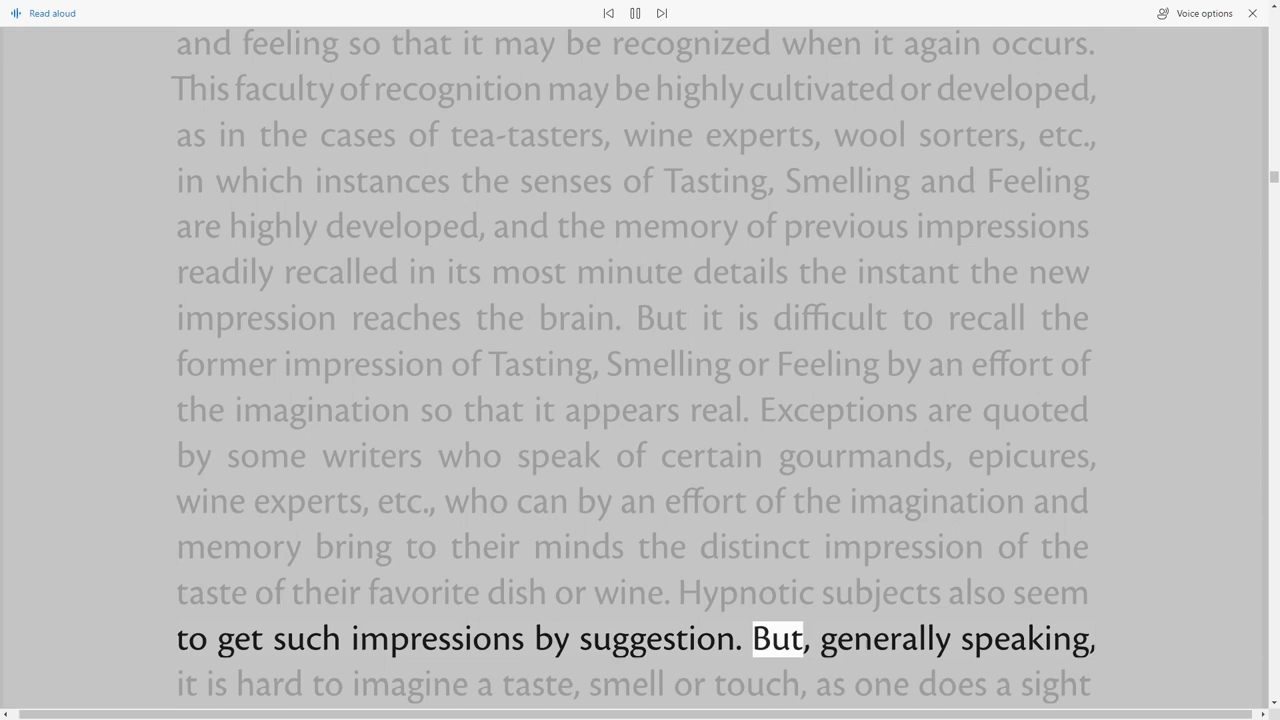 Read aloud
Voice options
and feeling so that it may be recognized when it again occurs.
This faculty of recognition may be highly cultivated or developed,
as in the cases of tea-tasters, wine experts, wool sorters, etc.,
in which instances the senses of Tasting, Smelling and Feeling
are highly developed, and the memory of previous impressions
readily recalled in its most minute details the instant the new
impression reaches the brain. But it is difficult to recall the
former impression of Tasting, Smelling or Feeling by an effort of
the imagination so that it appears real. Exceptions are quoted
by some writers who speak of certain gourmands, epicures,
wine experts, etc., who can by an effort of the imagination and
memory bring to their minds the distinct impression of the
taste of their favorite dish or wine. Hypnotic subjects also seem
to get such impressions by suggestion. But, generally speaking,
it is hard to imagine a taste, smell or touch, as one does a sight